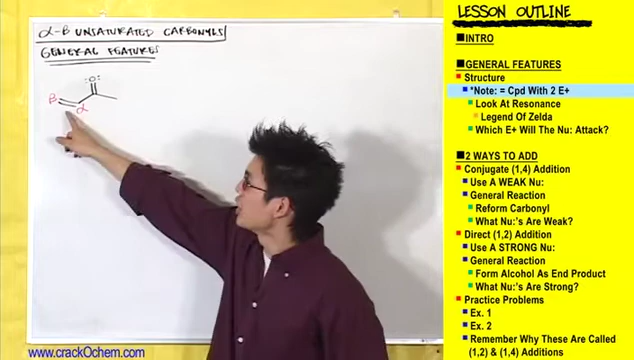 α-β UNSATURATED CARBONYLS
GENERAL FEATURES
:O:
β
α
www.crackOchem.com
LESSON OUTLINE
INTRO
GENERAL FEATURES
Structure
*Note: = Cpd With 2 E+
Look At Resonance
Legend Of Zelda
Which E+ Will The Nu: Attack?
2 WAYS TO ADD
Conjugate (1,4) Addition
Use A WEAK Nu:
General Reaction
Reform Carbonyl
What Nu:'s Are Weak?
Direct (1,2) Addition
Use A STRONG Nu:
General Reaction
Form Alcohol As End Product
What Nu:'s Are Strong?
Practice Problems
Ex. 1
Ex. 2
Remember Why These Are Called
(1,2) & (1,4) Additions